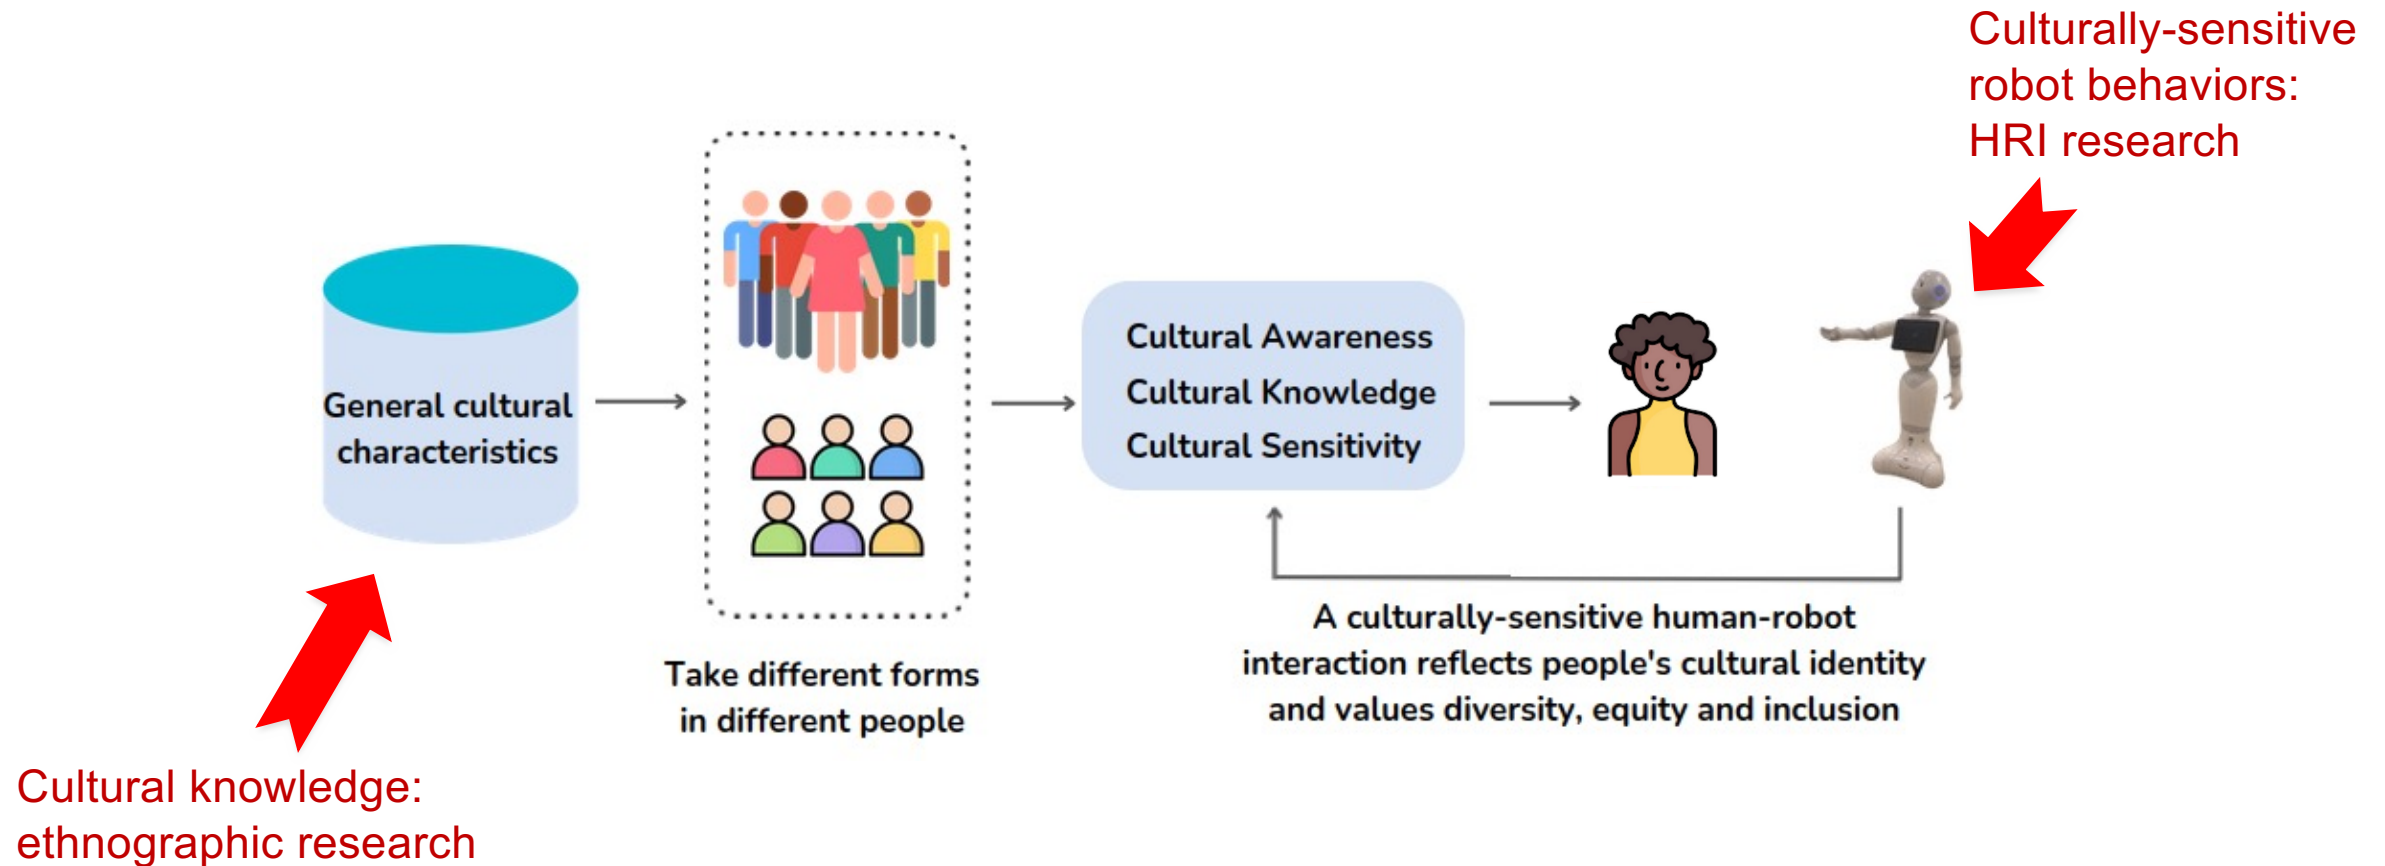 Culturally-sensitive
robot behaviors:
HRI research
General cultural
characteristics
Take different forms
in different people
Cultural Awareness
Cultural Knowledge
Cultural Sensitivity
A culturally-sensitive human-robot
interaction reflects people's cultural identity
and values diversity, equity and inclusion
Cultural knowledge:
ethnographic research